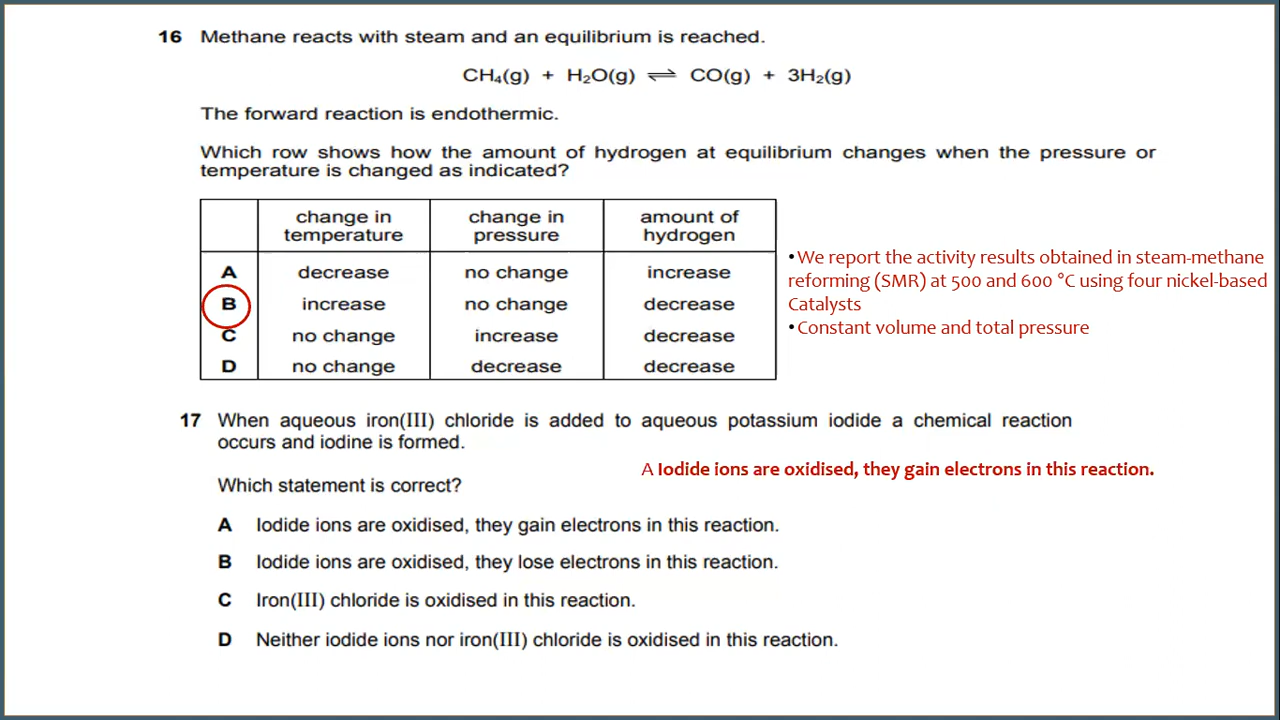 16 Methane reacts with steam and an equilibrium is reached.
CH₄(g) + H₂O(g) ⇌ CO(g) + 3H₂(g)
The forward reaction is endothermic.
Which row shows how the amount of hydrogen at equilibrium changes when the pressure or
temperature is changed as indicated?
change in temperature change in pressure amount of hydrogen
A decrease no change increase
B increase no change decrease
C no change increase decrease
D no change decrease decrease
•We report the activity results obtained in steam-methane
reforming (SMR) at 500 and 600 °C using four nickel-based
Catalysts
•Constant volume and total pressure
17 When aqueous iron(III) chloride is added to aqueous potassium iodide a chemical reaction
occurs and iodine is formed.
A Iodide ions are oxidised, they gain electrons in this reaction.
Which statement is correct?
A Iodide ions are oxidised, they gain electrons in this reaction.
B Iodide ions are oxidised, they lose electrons in this reaction.
C Iron(III) chloride is oxidised in this reaction.
D Neither iodide ions nor iron(III) chloride is oxidised in this reaction.